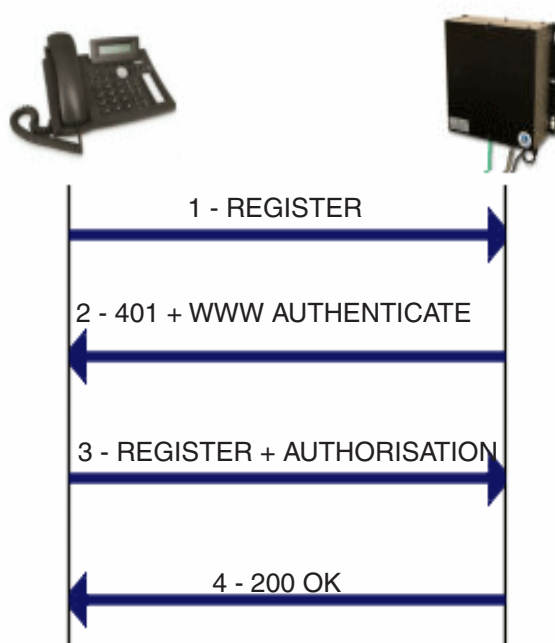 1 - REGISTER
2 - 401 + WWW AUTHENTICATE
3 - REGISTER + AUTHORISATION
4 - 200 OK